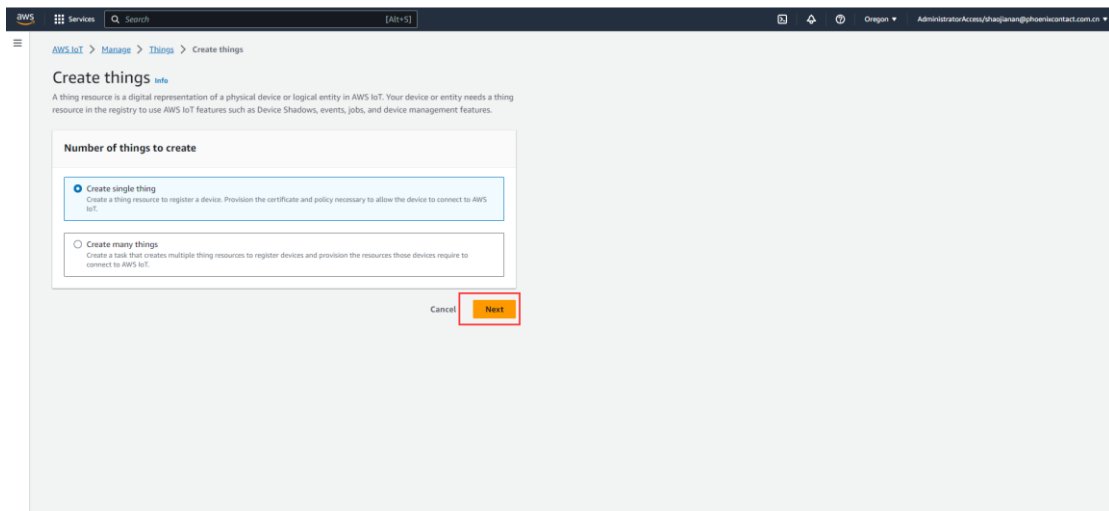 aws Services Search [Alt+S] Oregon AdministratorAccess/shaojianan@phoenixcontact.com.cn
AWS IoT > Manage > Things > Create things
Create things Info
A thing resource is a digital representation of a physical device or logical entity in AWS IoT. Your device or entity needs a thing
resource in the registry to use AWS IoT features such as Device Shadows, events, jobs, and device management features.
Number of things to create
Create single thing
Create a thing resource to register a device. Provision the certificate and policy necessary to allow the device to connect to AWS
IoT.
Create many things
Create a task that creates multiple thing resources to register devices and provision the resources those devices require to
connect to AWS IoT.
Cancel Next